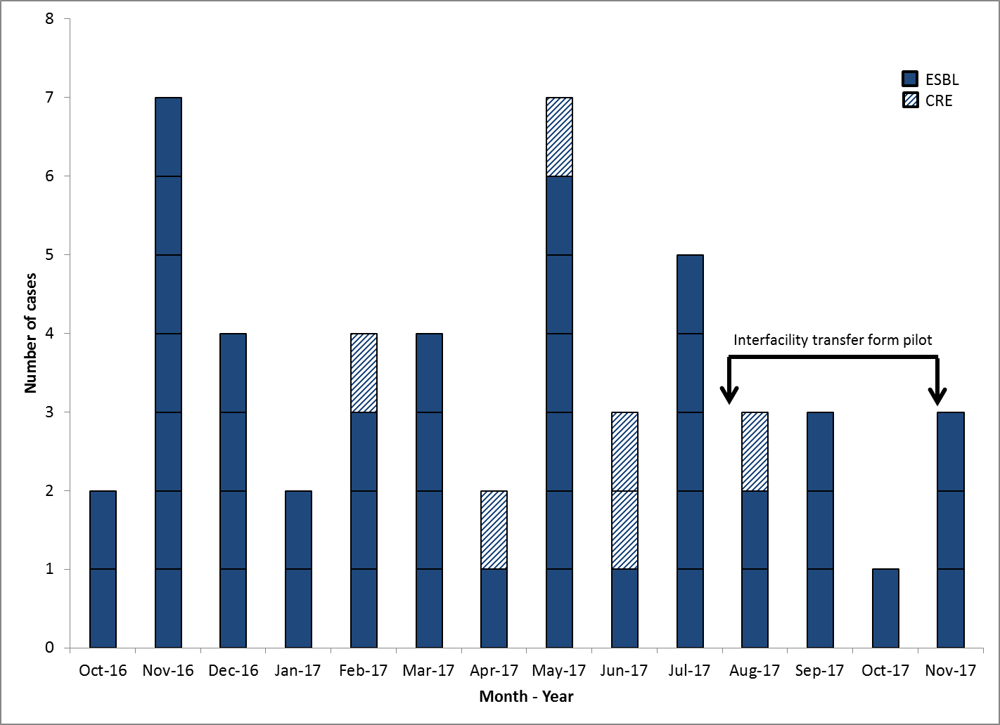 8
7
6
5
4
3
2
1
0
Number of cases
ESBL
CRE
Interfacility transfer form pilot
Oct-16 Nov-16 Dec-16 Jan-17 Feb-17 Mar-17 Apr-17 May-17 Jun-17 Jul-17 Aug-17 Sep-17 Oct-17 Nov-17
Month - Year